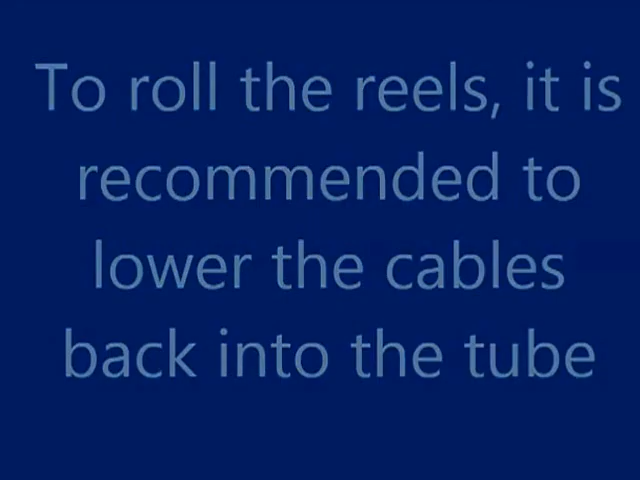 To roll the reels, it is
recommended to
lower the cables
back into the tube